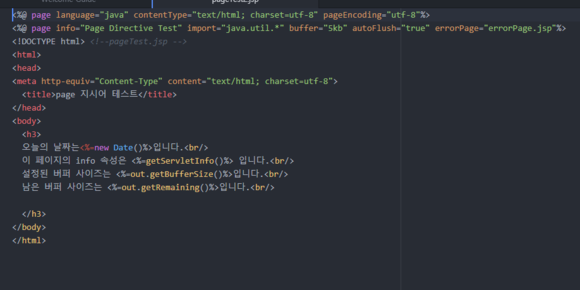 pageTest.jsp
<%@ page language="java" contentType="text/html; charset=utf-8" pageEncoding="utf-8"%>
<%@ page info="Page Directive Test" import="java.util.*" buffer="5kb" autoFlush="true" errorPage="errorPage.jsp"%>
<!DOCTYPE html> <!--pageTest.jsp -->
<html>
<head>
<meta http-equiv="Content-Type" content="text/html; charset=utf-8">
<title>page 지시어 테스트</title>
</head>
<body>
<h3>
오늘의 날짜는<%=new Date()%>입니다.<br/>
이 페이지의 info 속성은 <%=getServletInfo()%> 입니다.<br/>
설정된 버퍼 사이즈는 <%=out.getBufferSize()%>입니다.<br/>
남은 버퍼 사이즈는 <%=out.getRemaining()%>입니다.<br/>
</h3>
</body>
</html>